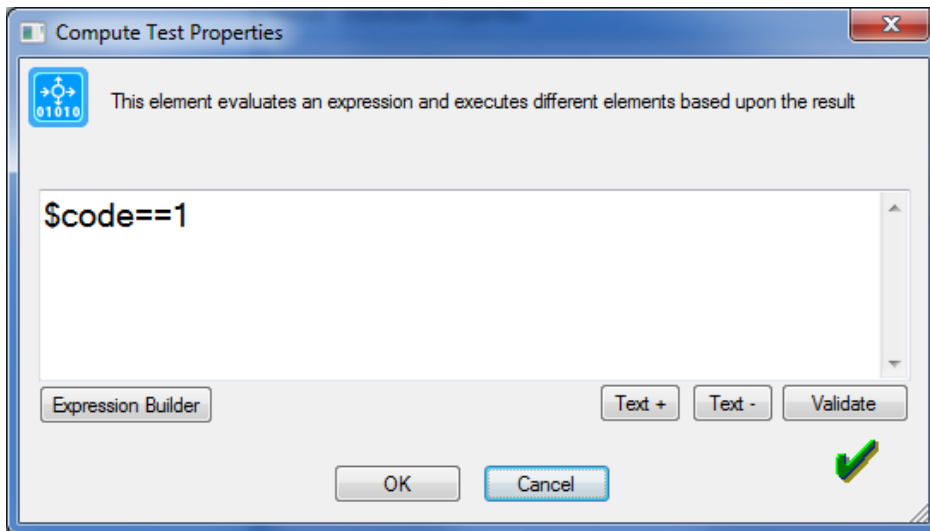 Compute Test Properties
01010
This element evaluates an expression and executes different elements based upon the result
$code==1
Expression Builder
Text +
Text -
Validate
OK
Cancel